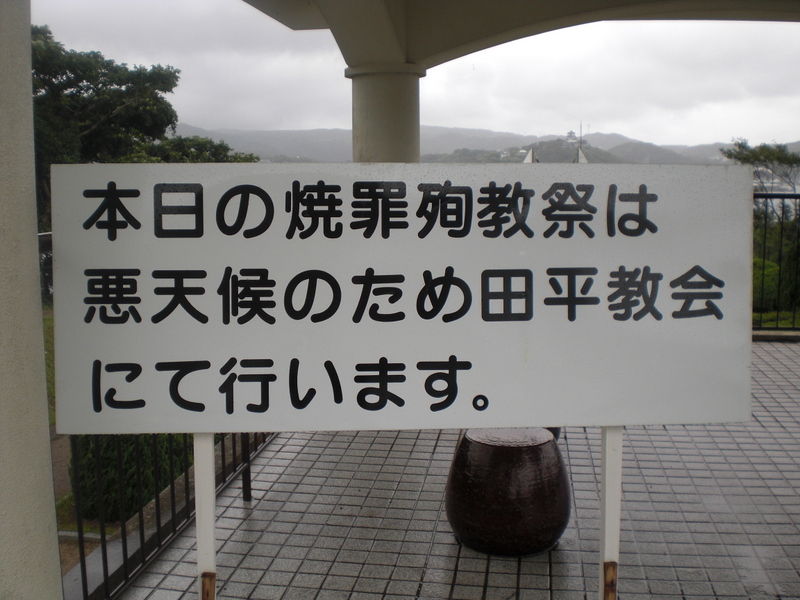 本日の焼罪殉教祭は
悪天候のため田平教会
にて行います。